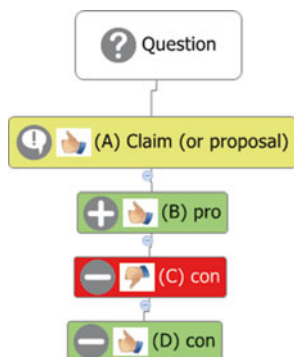 Question
(A) Claim (or proposal)
(B) pro
(C) con
(D) con